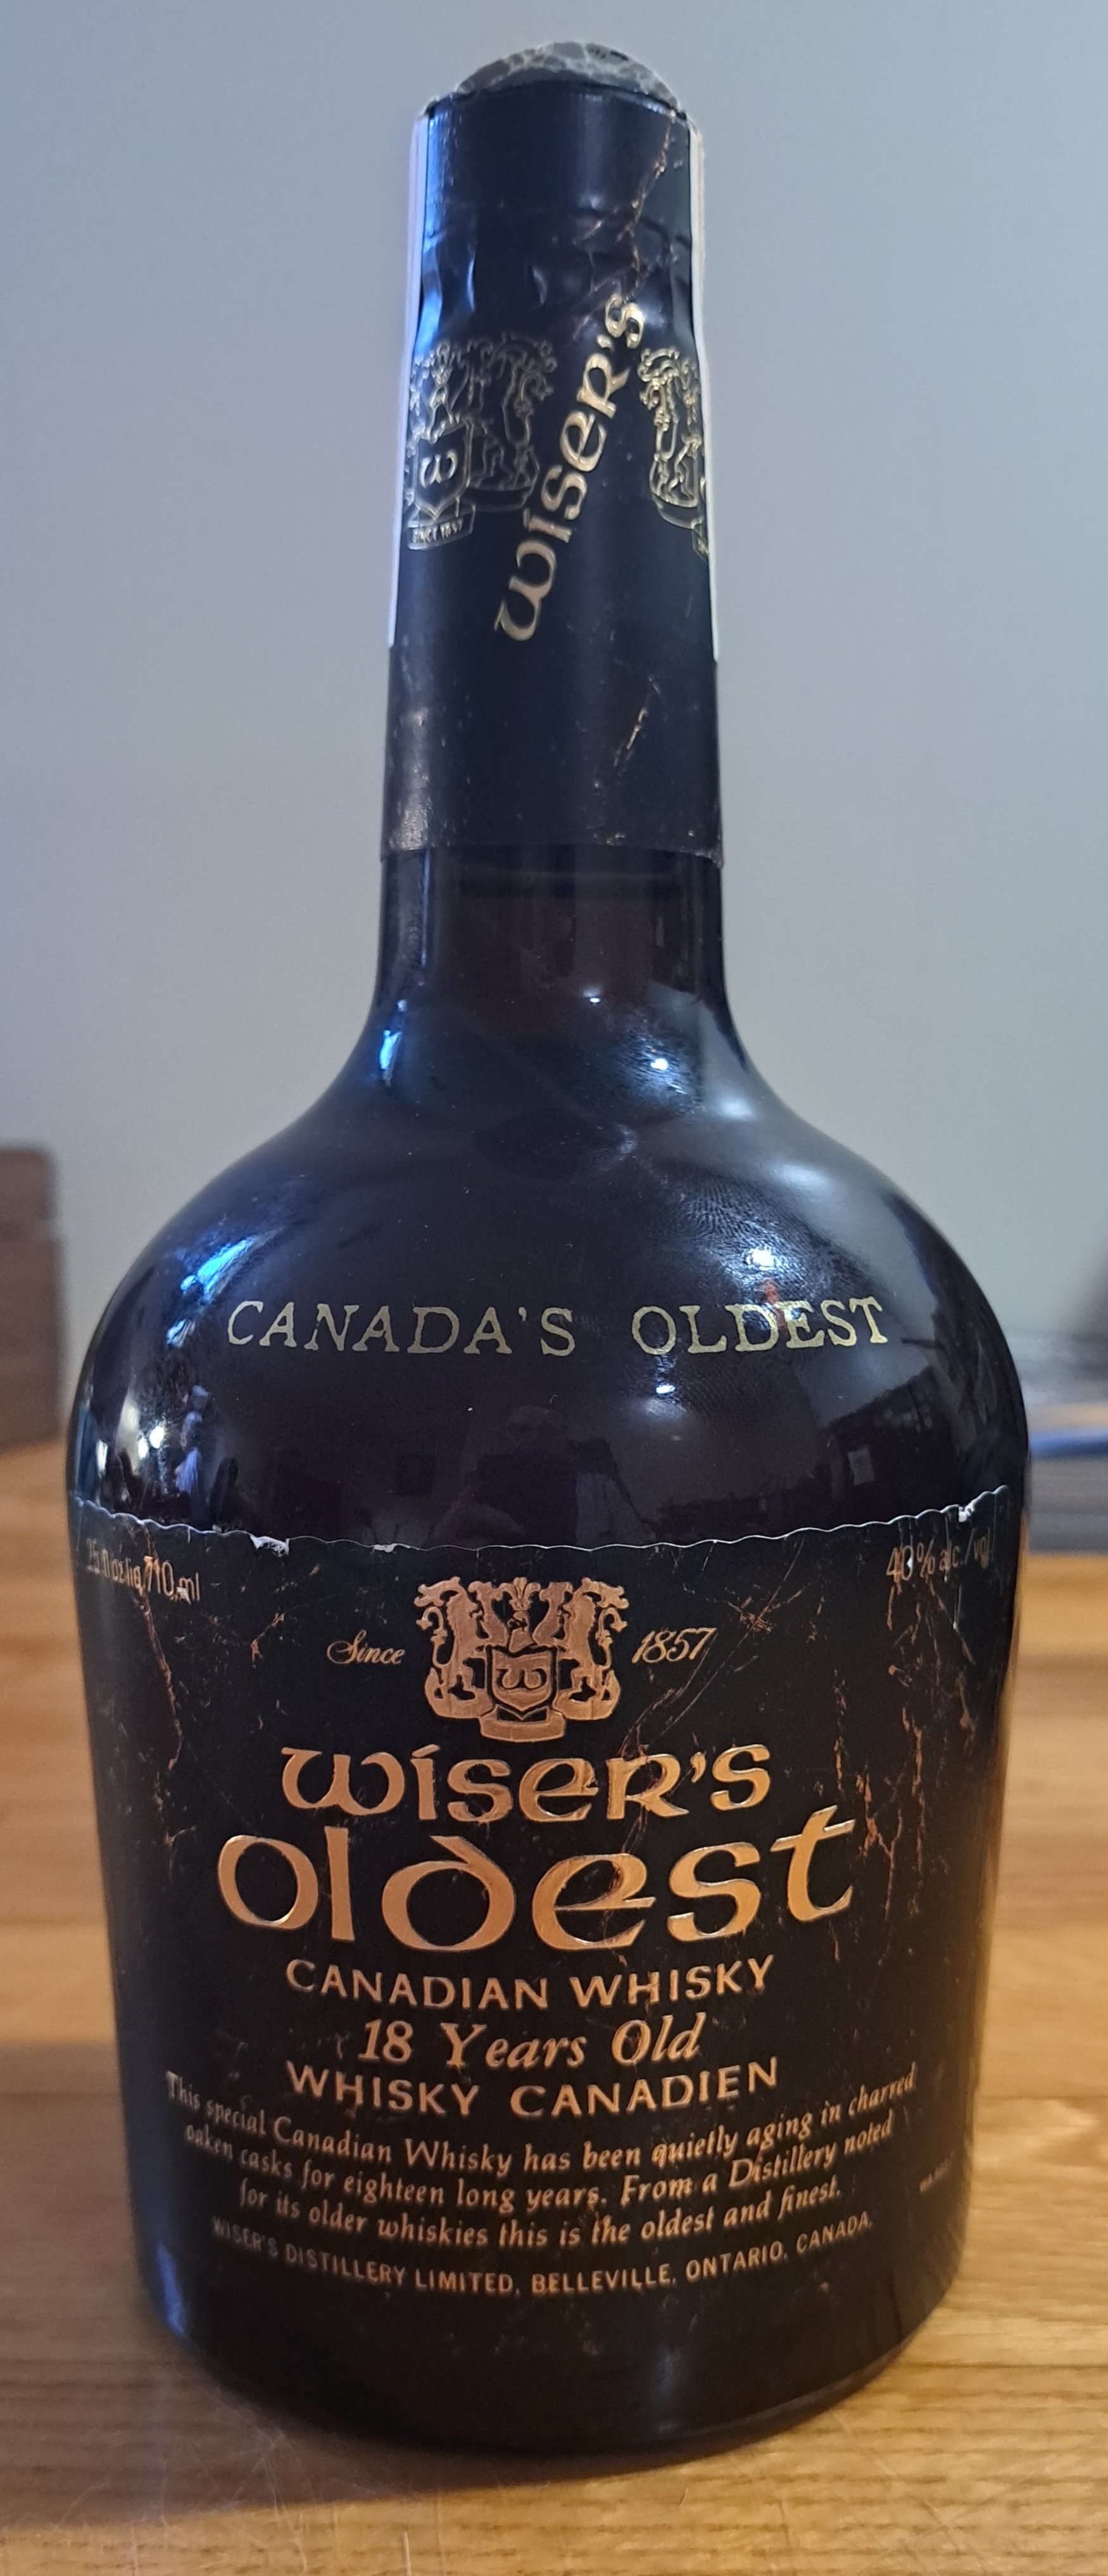 wiser's
SINCE 1857
CANADA'S OLDEST
25 fl oz liq 710 ml
43% alc / vol
Since 1857
wiser's
oldest
CANADIAN WHISKY
18 Years Old
WHISKY CANADIEN
This special Canadian Whisky has been quietly aging in charred
oaken casks for eighteen long years. From a Distillery noted
for its older whiskies this is the oldest and finest.
WISER'S DISTILLERY LIMITED, BELLEVILLE, ONTARIO, CANADA.